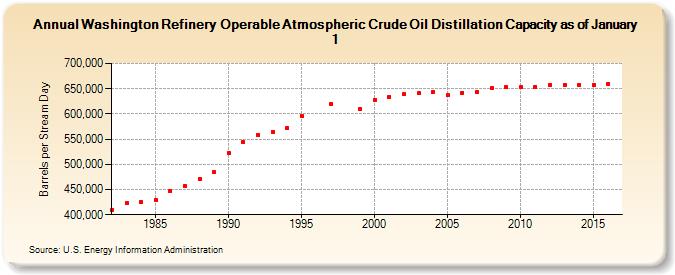 Annual Washington Refinery Operable Atmospheric Crude Oil Distillation Capacity as of January
1
Barrels per Stream Day
700,000
650,000
600,000
550,000
500,000
450,000
400,000
1985 1990 1995 2000 2005 2010 2015
Source: U.S. Energy Information Administration